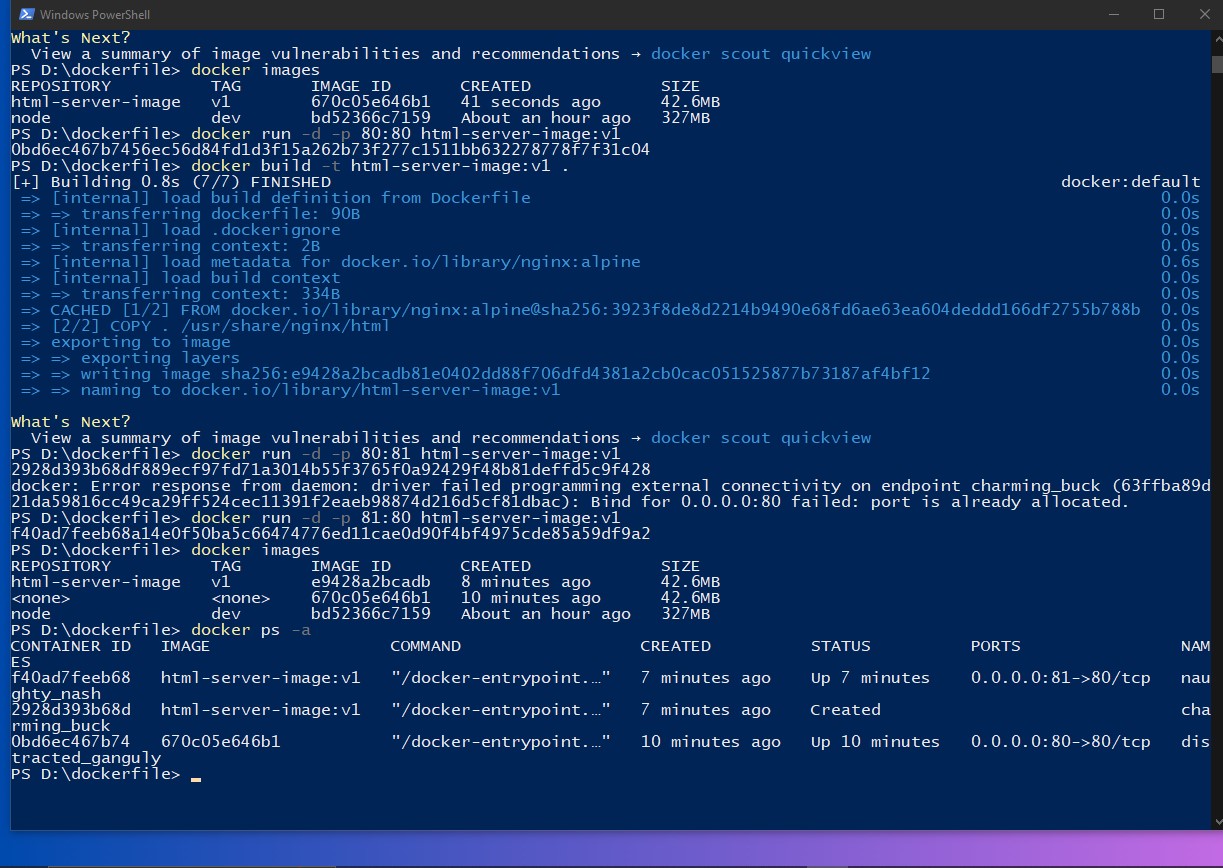 Windows PowerShell
What's Next?
  View a summary of image vulnerabilities and recommendations → docker scout quickview
PS D:\dockerfile> docker images
REPOSITORY          TAG       IMAGE ID       CREATED             SIZE
html-server-image   v1        670c05e646b1   41 seconds ago      42.6MB
node                dev       bd52366c7159   About an hour ago   327MB
PS D:\dockerfile> docker run -d -p 80:80 html-server-image:v1
0bd6ec467b7456ec56d84fd1d3f15a262b73f277c1511bb632278778f7f31c04
PS D:\dockerfile> docker build -t html-server-image:v1 .
[+] Building 0.8s (7/7) FINISHED                                                                         docker:default
 => [internal] load build definition from Dockerfile                                                               0.0s
 => => transferring dockerfile: 90B                                                                                0.0s
 => [internal] load .dockerignore                                                                                  0.0s
 => => transferring context: 2B                                                                                    0.0s
 => [internal] load metadata for docker.io/library/nginx:alpine                                                    0.6s
 => [internal] load build context                                                                                  0.0s
 => => transferring context: 334B                                                                                  0.0s
 => CACHED [1/2] FROM docker.io/library/nginx:alpine@sha256:3923f8de8d2214b9490e68fd6ae63ea604deddd166df2755b788b  0.0s
 => [2/2] COPY . /usr/share/nginx/html                                                                             0.0s
 => exporting to image                                                                                             0.0s
 => => exporting layers                                                                                            0.0s
 => => writing image sha256:e9428a2bcadb81e0402dd88f706dfd4381a2cb0cac051525877b73187af4bf12                       0.0s
 => => naming to docker.io/library/html-server-image:v1                                                            0.0s
What's Next?
  View a summary of image vulnerabilities and recommendations → docker scout quickview
PS D:\dockerfile> docker run -d -p 80:81 html-server-image:v1
2928d393b68df889ecf97fd71a3014b55f3765f0a92429f48b81deffd5c9f428
docker: Error response from daemon: driver failed programming external connectivity on endpoint charming_buck (63ffba89d
21da59816cc49ca29ff524cec11391f2eaeb98874d216d5cf81dbac): Bind for 0.0.0.0:80 failed: port is already allocated.
PS D:\dockerfile> docker run -d -p 81:80 html-server-image:v1
f40ad7feeb68a14e0f50ba5c66474776ed11cae0d90f4bf4975cde85a59df9a2
PS D:\dockerfile> docker images
REPOSITORY          TAG       IMAGE ID       CREATED             SIZE
html-server-image   v1        e9428a2bcadb   8 minutes ago       42.6MB
<none>              <none>    670c05e646b1   10 minutes ago      42.6MB
node                dev       bd52366c7159   About an hour ago   327MB
PS D:\dockerfile> docker ps -a
CONTAINER ID   IMAGE                  COMMAND                  CREATED          STATUS          PORTS                NAM
ES
f40ad7feeb68   html-server-image:v1   "/docker-entrypoint.…"   7 minutes ago    Up 7 minutes    0.0.0.0:81->80/tcp   nau
ghty_nash
2928d393b68d   html-server-image:v1   "/docker-entrypoint.…"   7 minutes ago    Created                              cha
rming_buck
0bd6ec467b74   670c05e646b1           "/docker-entrypoint.…"   10 minutes ago   Up 10 minutes   0.0.0.0:80->80/tcp   dis
tracted_ganguly
PS D:\dockerfile>